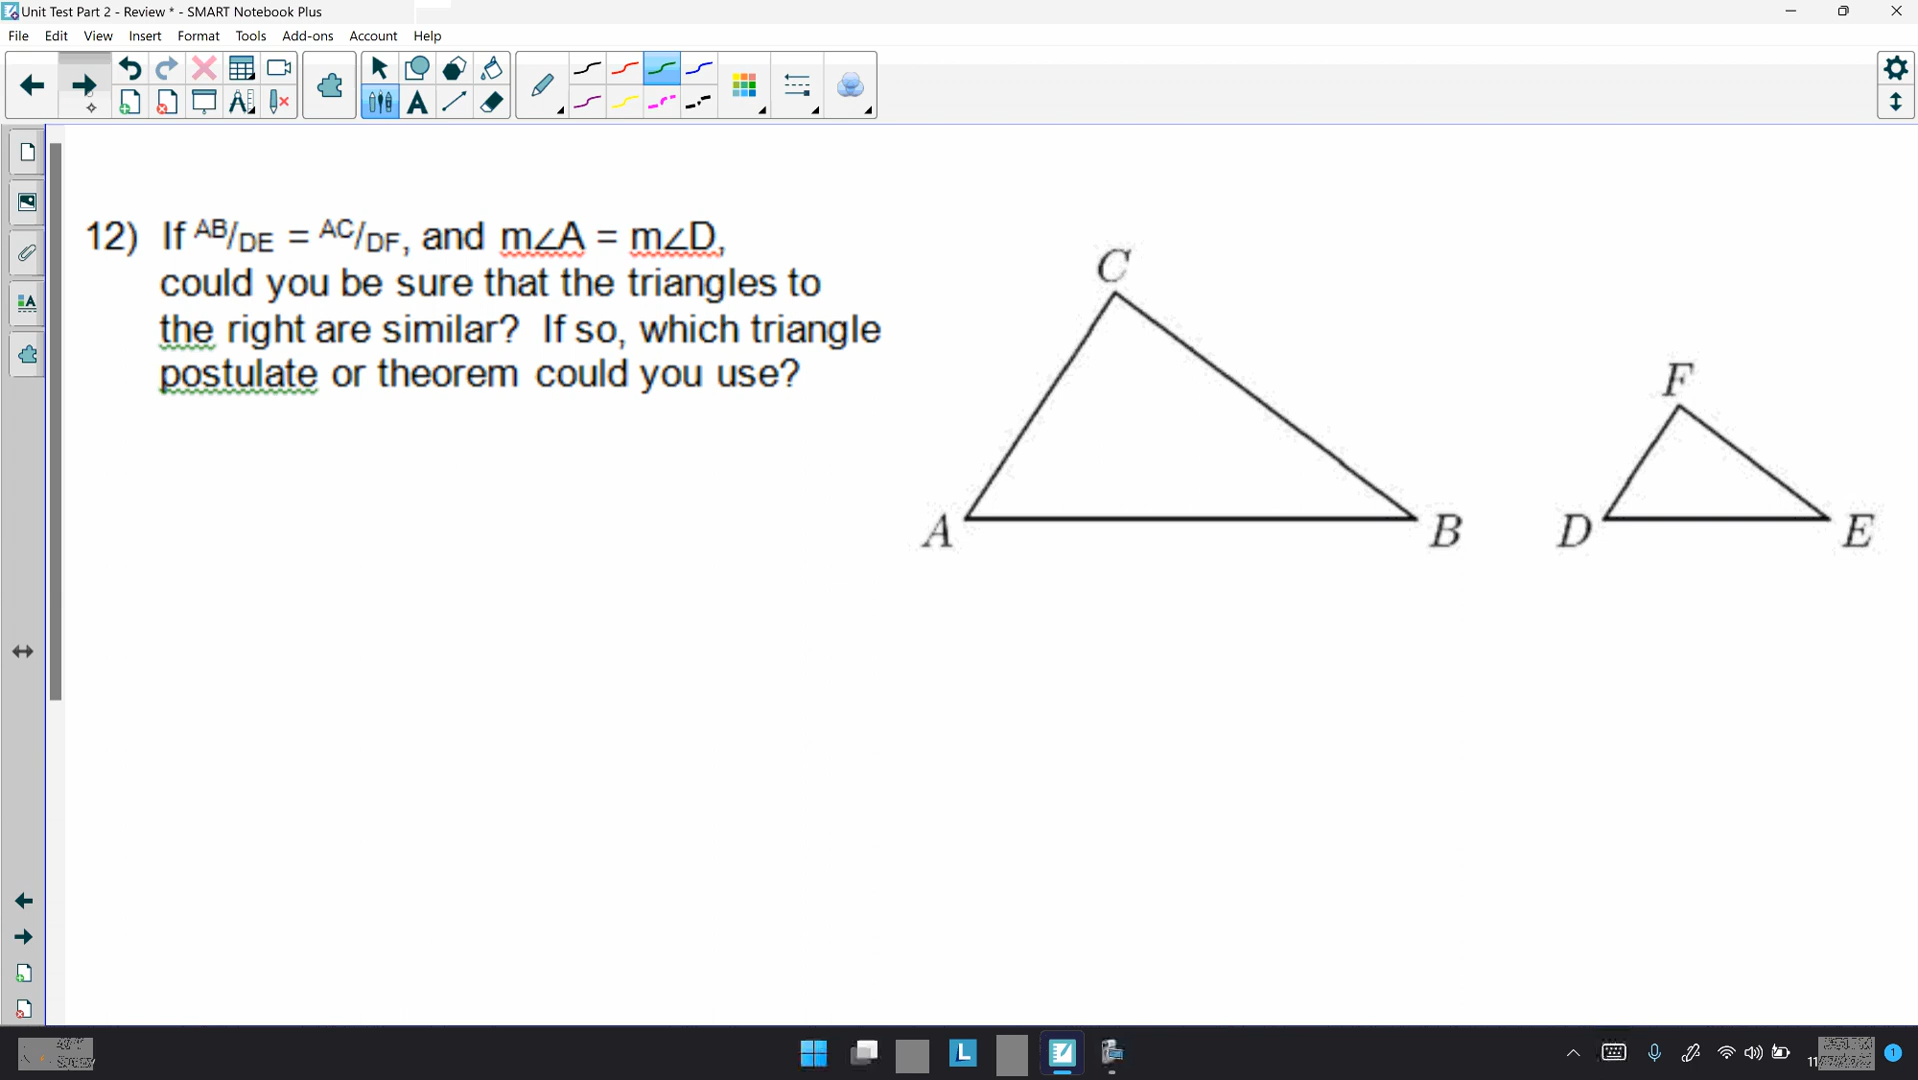 Unit Test Part 2 - Review * - SMART Notebook Plus
File Edit View Insert Format Tools Add-ons Account Help
12) If AB/DE = AC/DF, and m∠A = m∠D,
could you be sure that the triangles to
the right are similar? If so, which triangle
postulate or theorem could you use?
C
F
A
B
D
E
L
1